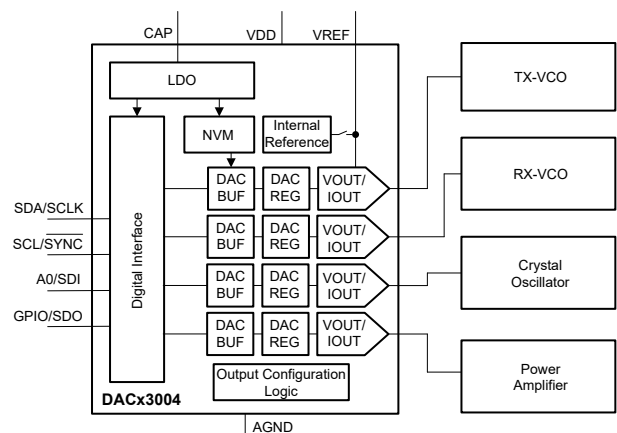 CAP
VDD
VREF
LDO
NVM
Internal
Reference
Digital Interface
DAC
BUF
DAC
REG
VOUT/
IOUT
DAC
BUF
DAC
REG
VOUT/
IOUT
DAC
BUF
DAC
REG
VOUT/
IOUT
DAC
BUF
DAC
REG
VOUT/
IOUT
SDA/SCLK
SCL/SYNC
A0/SDI
GPIO/SDO
Output Configuration
Logic
DACx3004
AGND
TX-VCO
RX-VCO
Crystal
Oscillator
Power
Amplifier